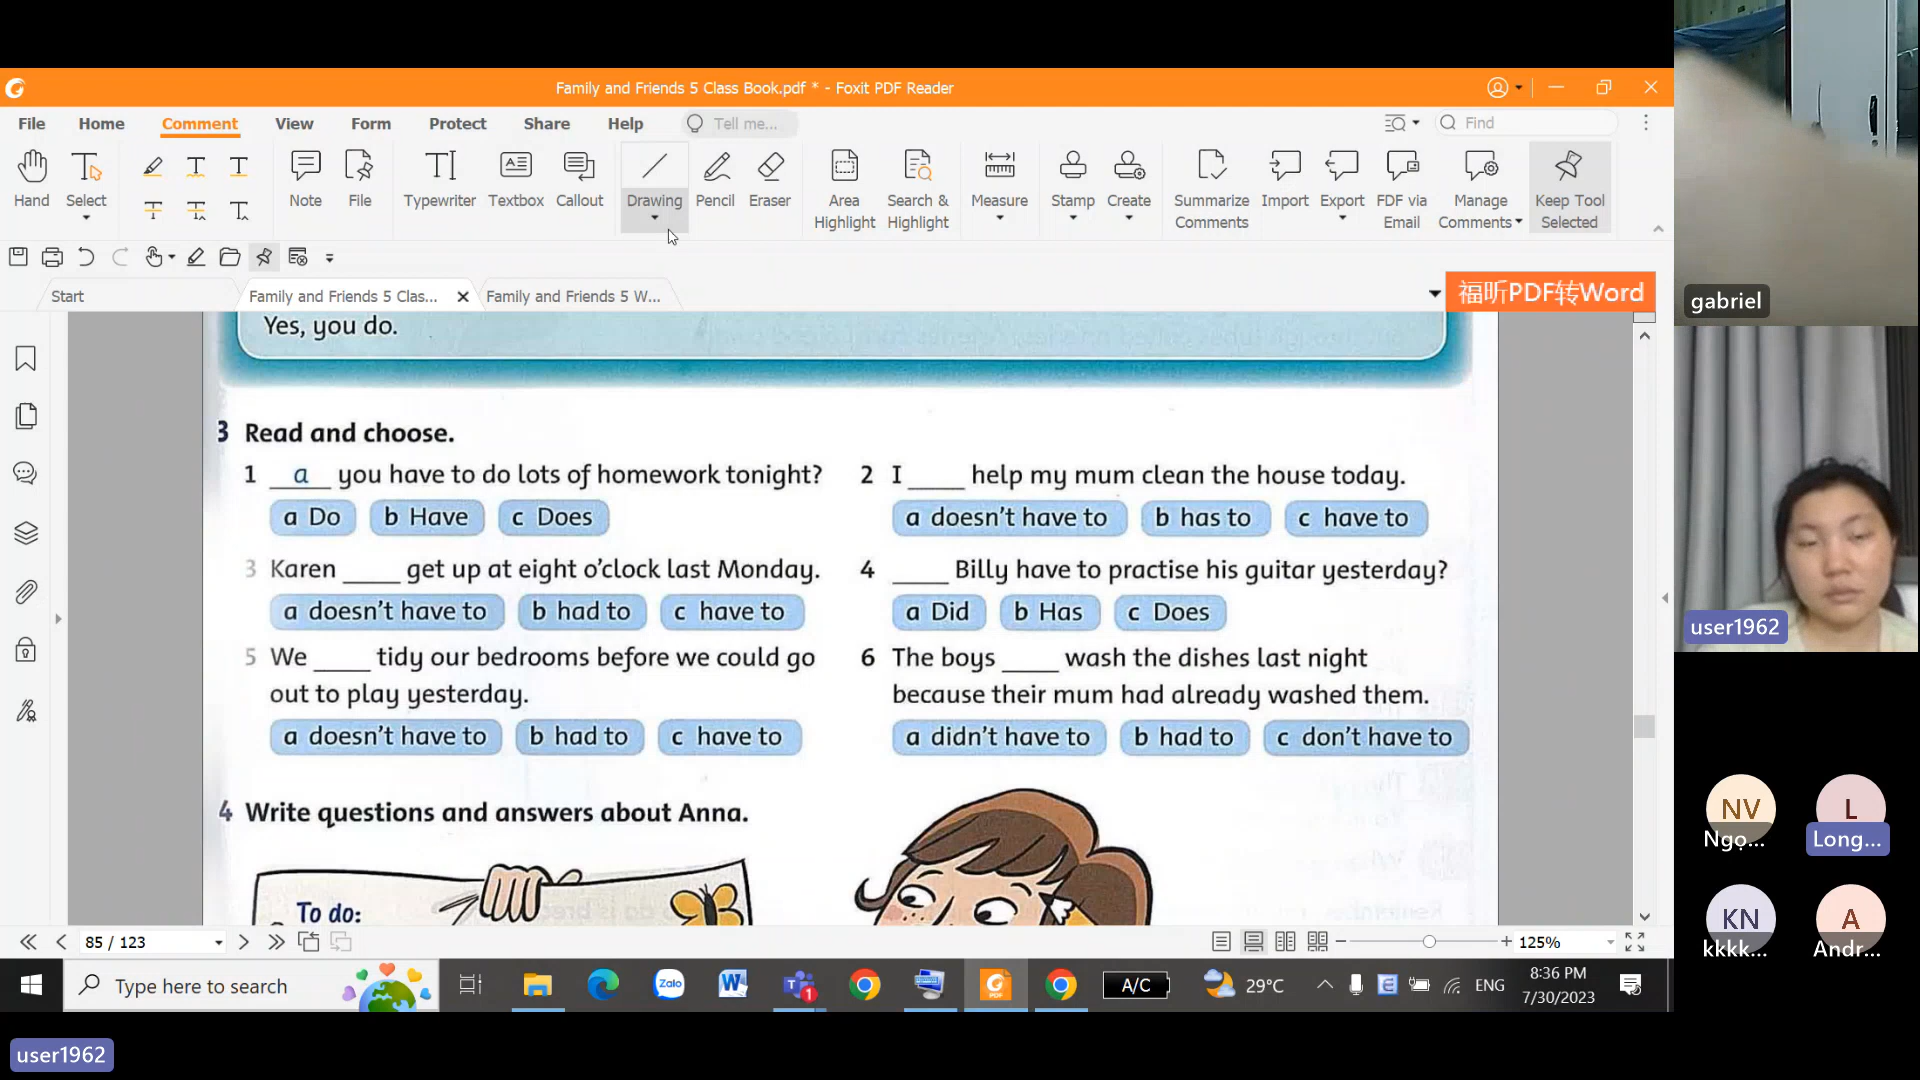 Family and Friends 5 Class Book.pdf * - Foxit PDF Reader
File Home Comment View Form Protect Share Help Tell me... Find
Hand Select Note File Typewriter Textbox Callout Drawing Pencil Eraser Area Highlight Search & Highlight Measure Stamp Create Summarize Comments Import Export FDF via Email Manage Comments Keep Tool Selected
Start Family and Friends 5 Clas... Family and Friends 5 W... 福昕PDF转Word
Yes, you do.
3 Read and choose.
1 a you have to do lots of homework tonight?
a Do b Have c Does
2 I ____ help my mum clean the house today.
a doesn't have to b has to c have to
3 Karen ____ get up at eight o'clock last Monday.
a doesn't have to b had to c have to
4 ____ Billy have to practise his guitar yesterday?
a Did b Has c Does
5 We ____ tidy our bedrooms before we could go
out to play yesterday.
a doesn't have to b had to c have to
6 The boys ____ wash the dishes last night
because their mum had already washed them.
a didn't have to b had to c don't have to
4 Write questions and answers about Anna.
To do:
85 / 123 125%
Type here to search Zalo 1 A/C 29°C ENG 8:36 PM
7/30/2023
gabriel
user1962
NV L
Ngọ... Long...
KN A
kkkk... Andr...
user1962